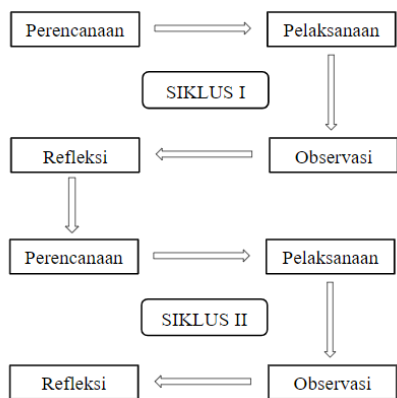 Perencanaan
Pelaksanaan
SIKLUS I
Refleksi
Observasi
Perencanaan
Pelaksanaan
SIKLUS II
Refleksi
Observasi